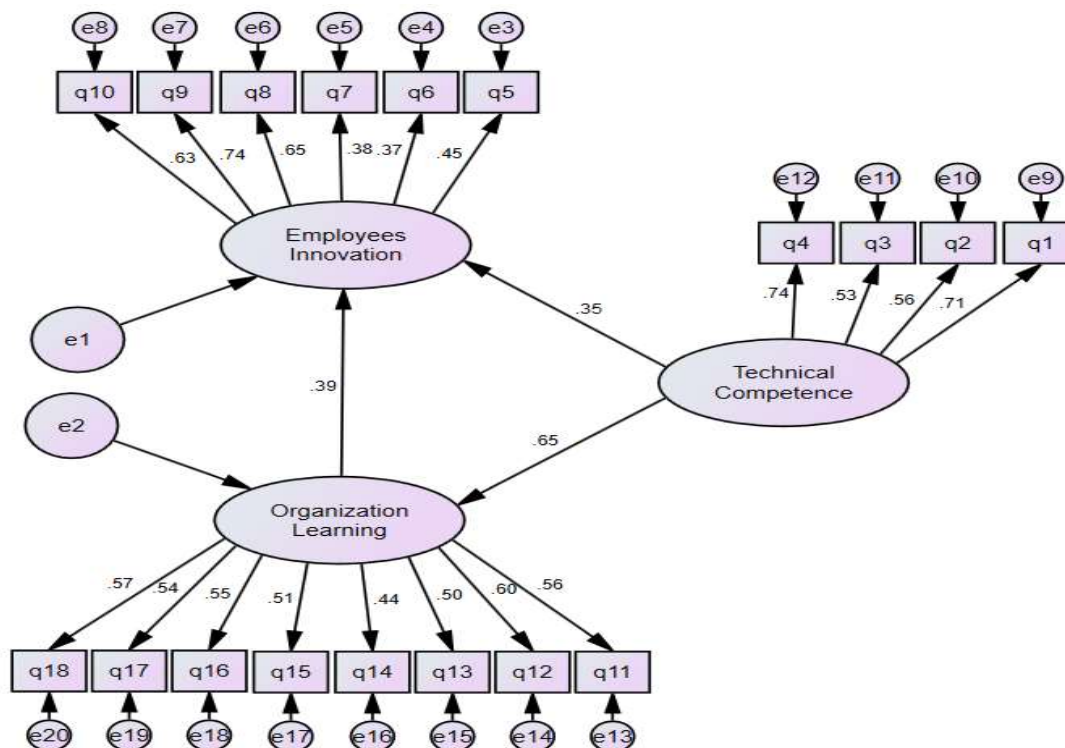 e8 e7 e6 e5 e4 e3
q10 q9 q8 q7 q6 q5
.63 .74 .65 .38 .37 .45
e12 e11 e10 e9
q4 q3 q2 q1
.74 .53 .56 .71
Employees
Innovation
e1
.35
Technical
Competence
.39
e2
.65
Organization
Learning
.57 .54 .55 .51 .44 .50 .60 .56
q18 q17 q16 q15 q14 q13 q12 q11
e20 e19 e18 e17 e16 e15 e14 e13